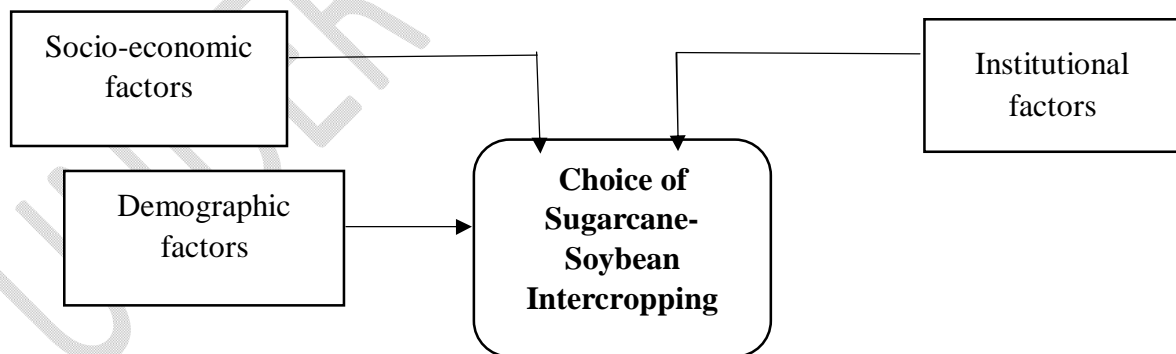 Socio-economic
factors
Institutional
factors
Demographic
factors
Choice of
Sugarcane-
Soybean
Intercropping